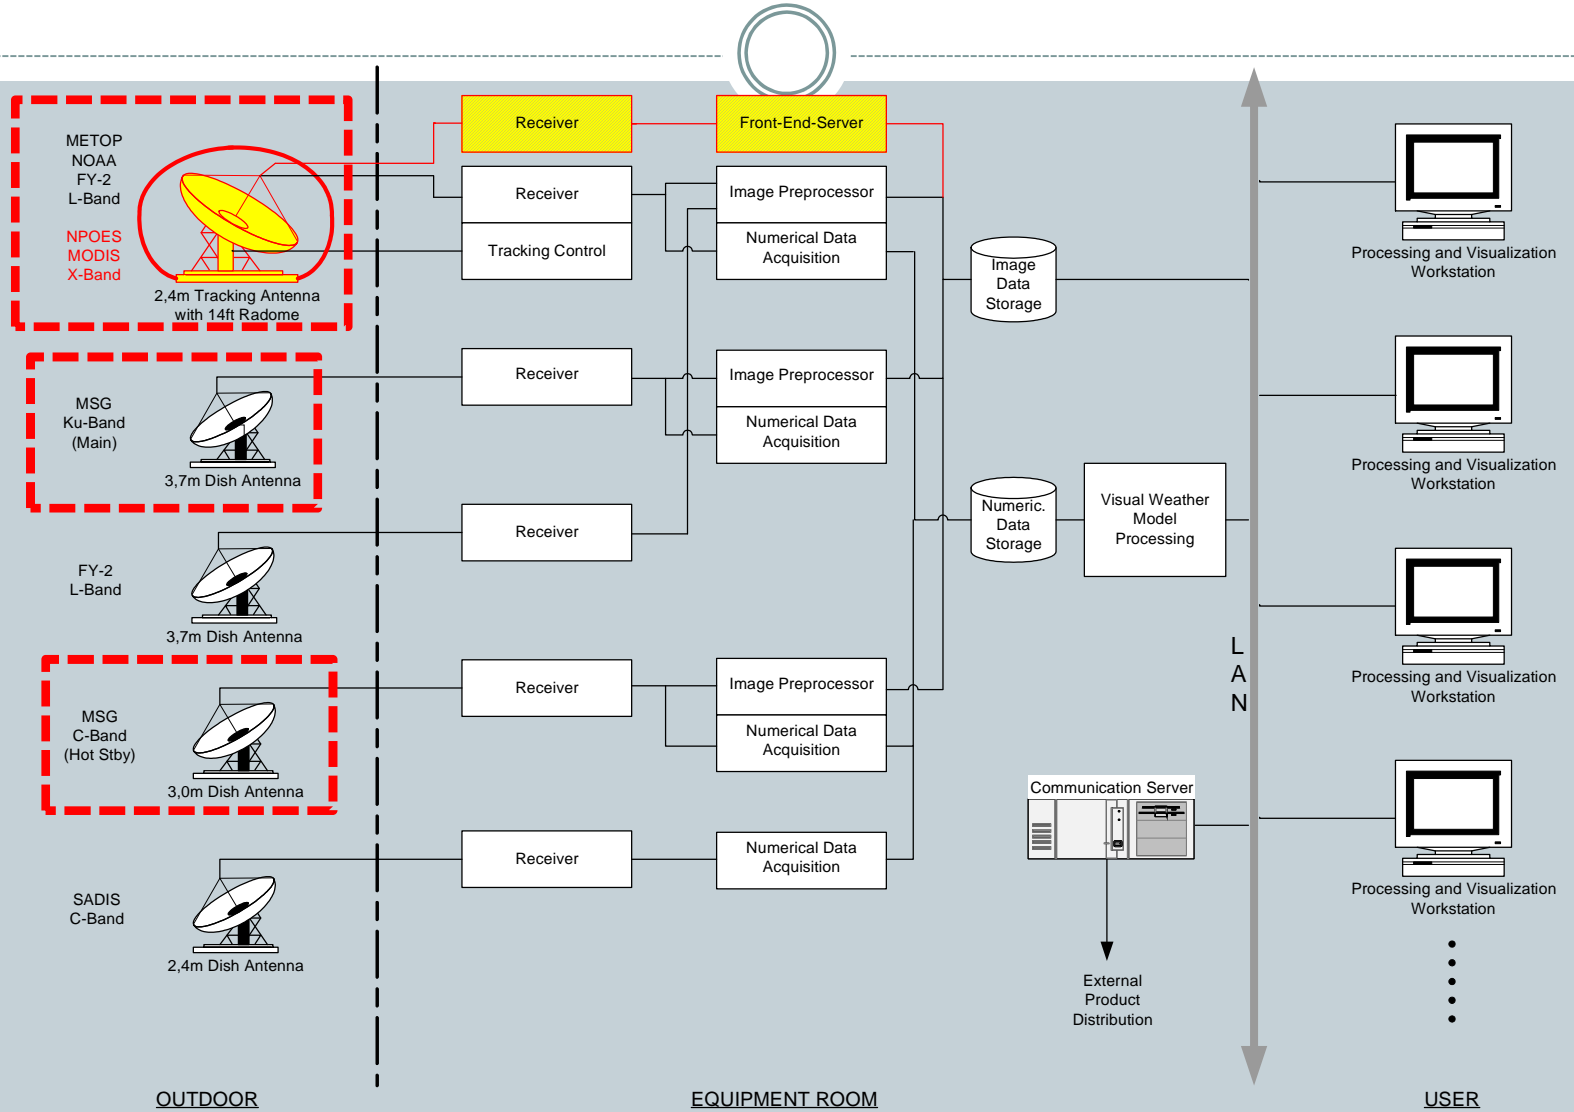 METOP
NOAA
FY-2
L-Band
NPOES
MODIS
X-Band
2,4m Tracking Antenna
with 14ft Radome
MSG
Ku-Band
(Main)
3,7m Dish Antenna
FY-2
L-Band
3,7m Dish Antenna
MSG
C-Band
(Hot Stby)
3,0m Dish Antenna
SADIS
C-Band
2,4m Dish Antenna
OUTDOOR
Receiver
Front-End-Server
Receiver
Tracking Control
Image Preprocessor
Numerical Data
Acquisition
Receiver
Image Preprocessor
Numerical Data
Acquisition
Receiver
Receiver
Image Preprocessor
Numerical Data
Acquisition
Receiver
Numerical Data
Acquisition
Image
Data
Storage
Numeric.
Data
Storage
Visual Weather
Model
Processing
Communication Server
External
Product
Distribution
EQUIPMENT ROOM
L
A
N
Processing and Visualization
Workstation
Processing and Visualization
Workstation
Processing and Visualization
Workstation
Processing and Visualization
Workstation
USER